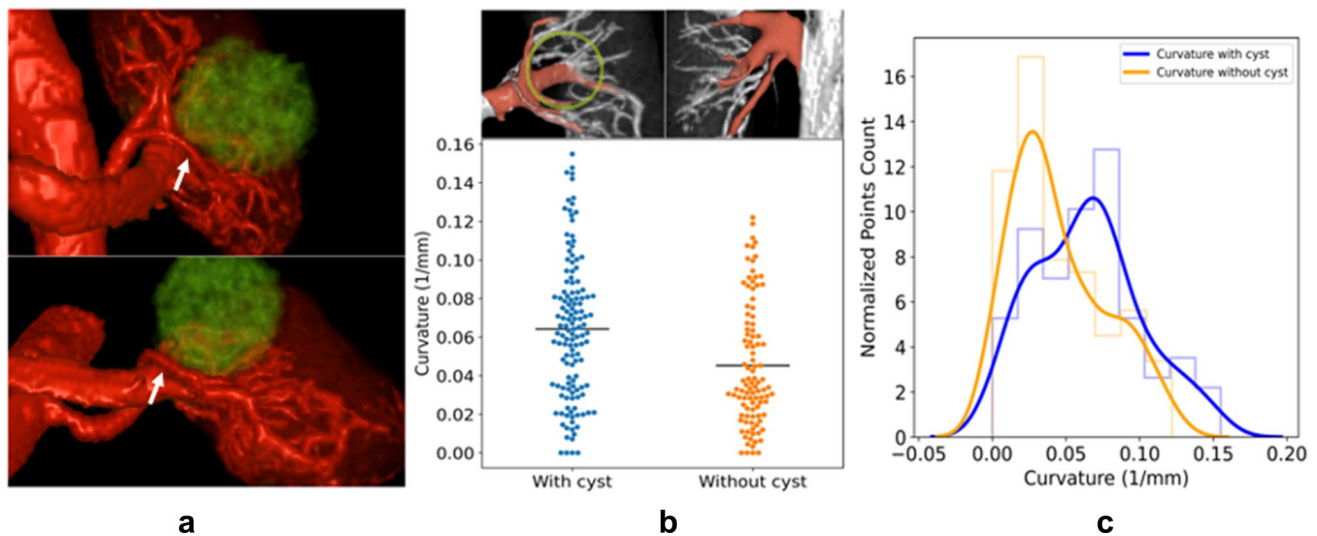 0.16
0.14
0.12
0.10
0.08
0.06
0.04
0.02
0.00
Curvature (1/mm)
With cyst
Without cyst
Curvature with cyst
Curvature without cyst
16
14
12
10
8
6
4
2
0
Normalized Points Count
−0.05
0.00
0.05
0.10
0.15
0.20
Curvature (1/mm)
a
b
c